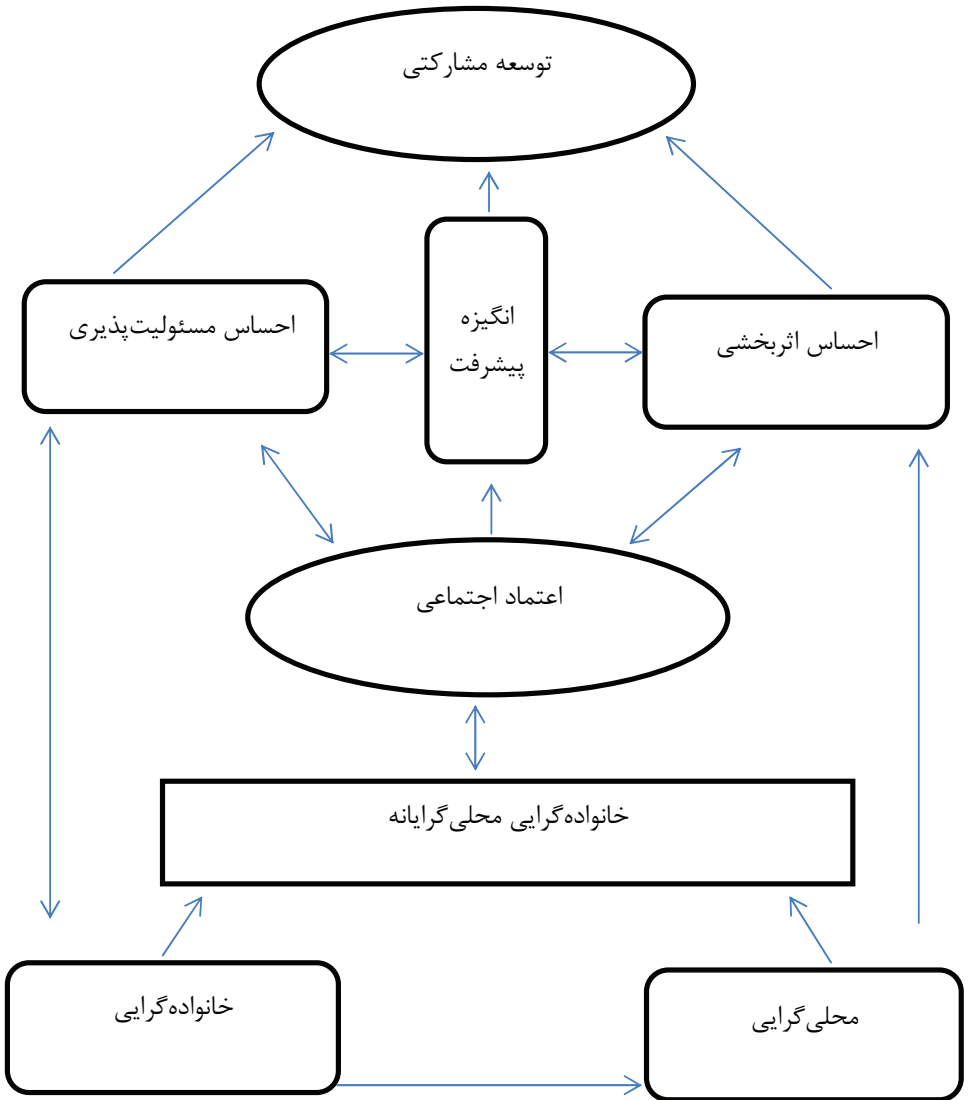 توسعه مشارکتی
احساس اثربخشی
انگیزه
پیشرفت
احساس مسئولیت‌پذیری
اعتماد اجتماعی
خانواده‌گرایی محلی‌گرایانه
محلی‌گرایی
خانواده‌گرایی